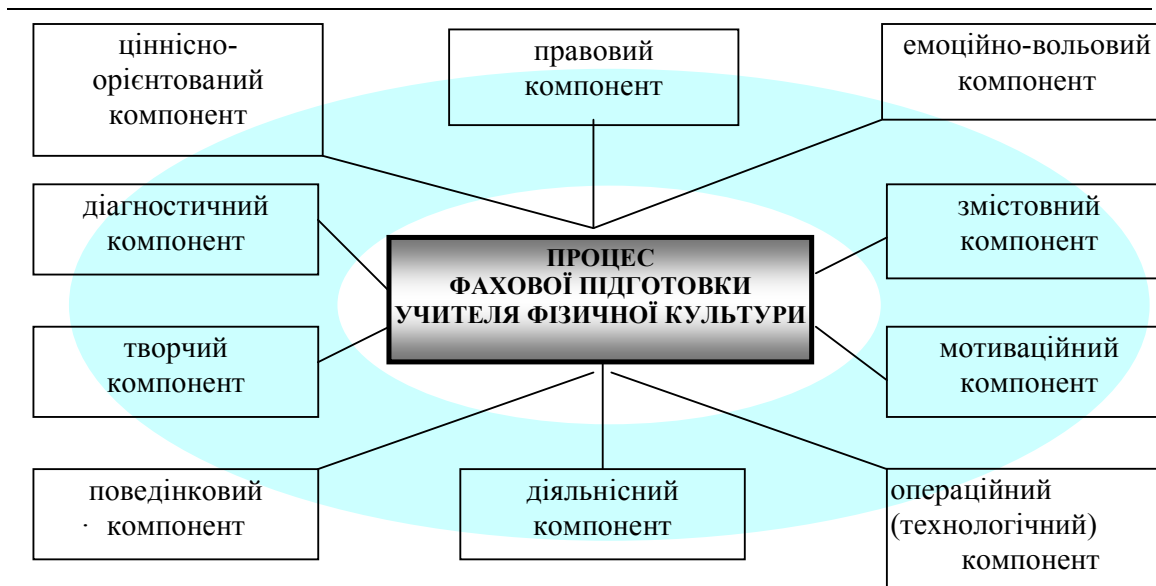 ціннісно-
орієнтований
компонент
правовий
компонент
емоційно-вольовий
компонент
діагностичний
компонент
змістовний
компонент
ПРОЦЕС
ФАХОВОЇ ПІДГОТОВКИ
УЧИТЕЛЯ ФІЗИЧНОЇ КУЛЬТУРИ
творчий
компонент
мотиваційний
компонент
поведінковий
компонент
діяльнісний
компонент
операційний
(технологічний)
компонент